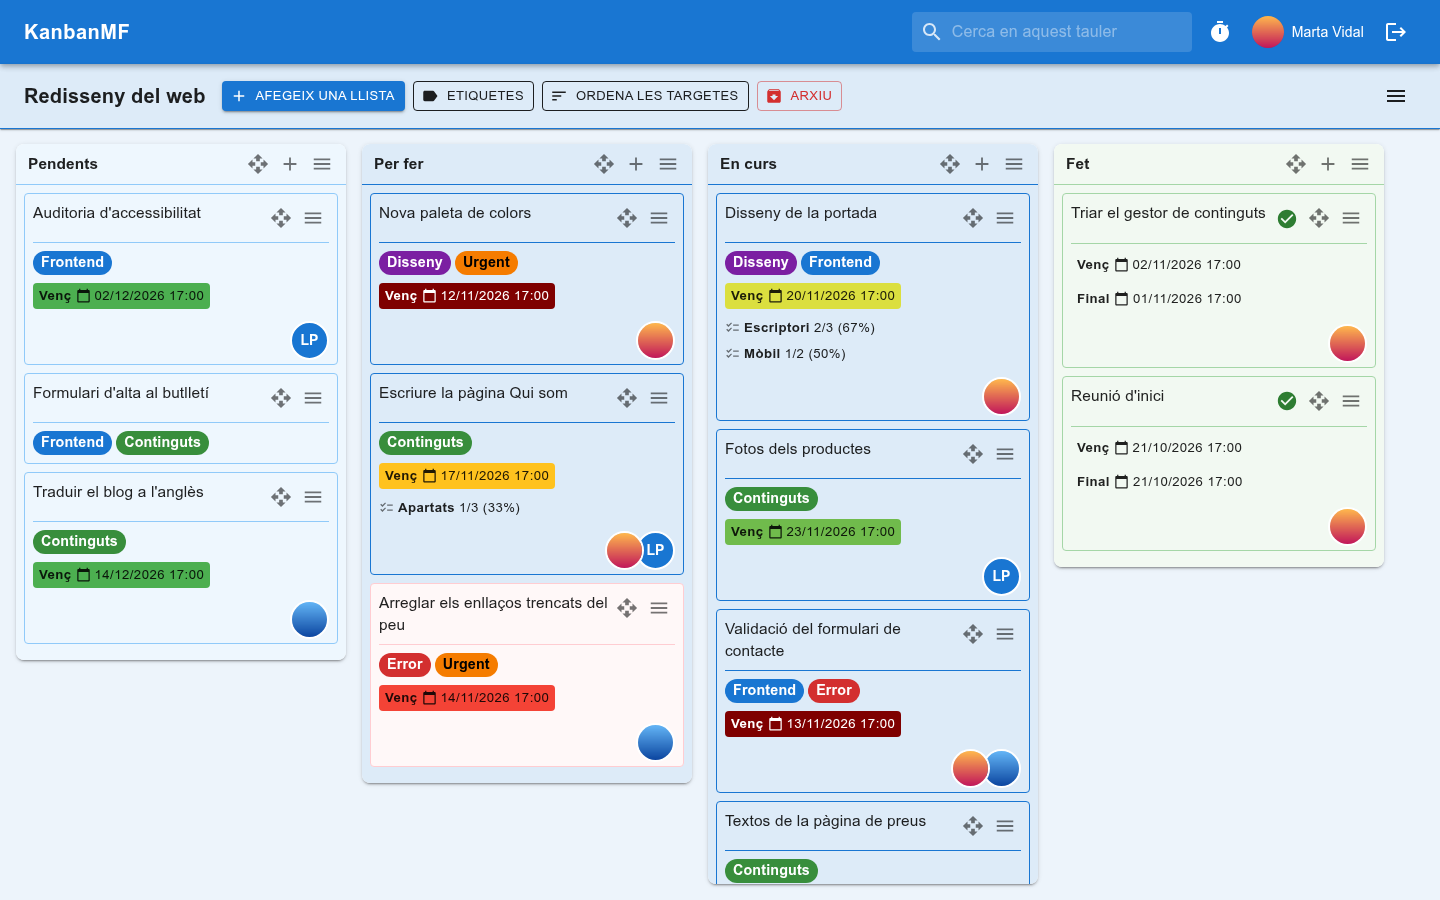 KanbanMF
Cerca en aquest tauler
Marta Vidal
Redisseny del web
AFEGEIX UNA LLISTA
ETIQUETES
ORDENA LES TARGETES
ARXIU
Pendents
Auditoria d'accessibilitat
Frontend
Venç 02/12/2026 17:00
LP
Formulari d'alta al butlletí
Frontend Continguts
Traduir el blog a l'anglès
Continguts
Venç 14/12/2026 17:00
Per fer
Nova paleta de colors
Disseny Urgent
Venç 12/11/2026 17:00
Escriure la pàgina Qui som
Continguts
Venç 17/11/2026 17:00
Apartats 1/3 (33%)
LP
Arreglar els enllaços trencats del
peu
Error Urgent
Venç 14/11/2026 17:00
En curs
Disseny de la portada
Disseny Frontend
Venç 20/11/2026 17:00
Escriptori 2/3 (67%)
Mòbil 1/2 (50%)
Fotos dels productes
Continguts
Venç 23/11/2026 17:00
LP
Validació del formulari de
contacte
Frontend Error
Venç 13/11/2026 17:00
Textos de la pàgina de preus
Continguts
Fet
Triar el gestor de continguts
Venç 02/11/2026 17:00
Final 01/11/2026 17:00
Reunió d'inici
Venç 21/10/2026 17:00
Final 21/10/2026 17:00